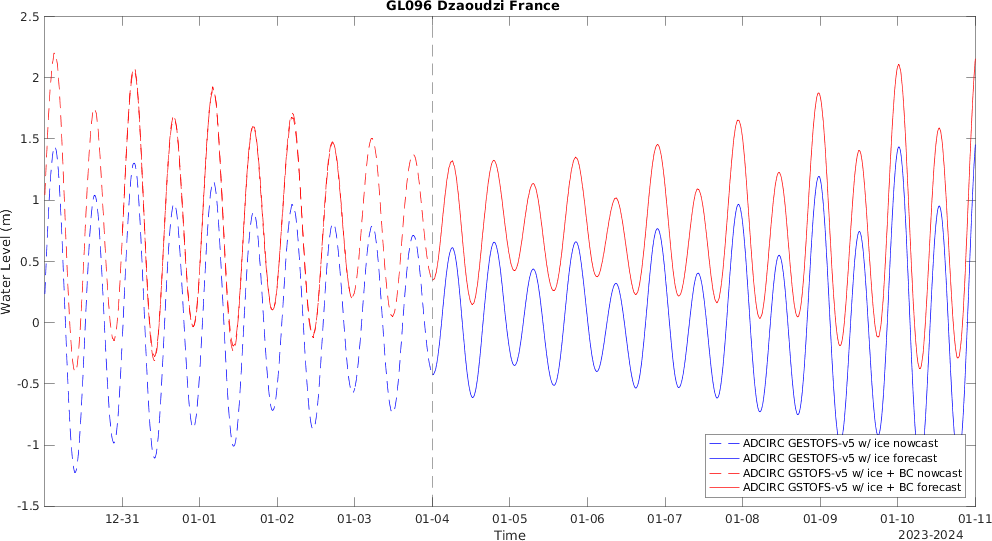 GL096 Dzaoudzi France
2.5
2
1.5
1
0.5
0
-0.5
-1
-1.5
Water Level (m)
ADCIRC GESTOFS-v5 w/ ice nowcast
ADCIRC GESTOFS-v5 w/ ice forecast
ADCIRC GSTOFS-v5 w/ ice + BC nowcast
ADCIRC GSTOFS-v5 w/ ice + BC forecast
12-31 01-01 01-02 01-03 01-04 01-05 01-06 01-07 01-08 01-09 01-10 01-11
Time
2023-2024